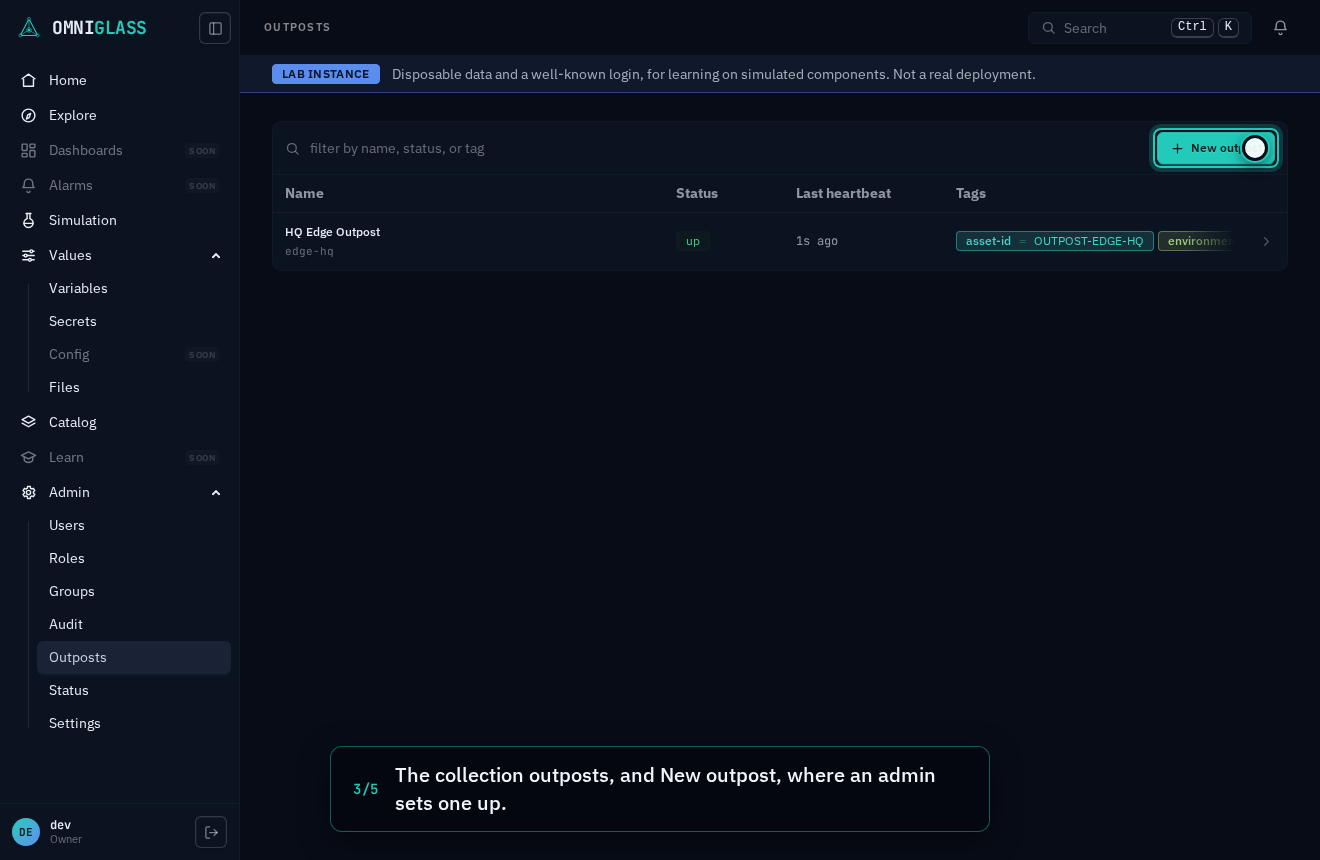 OMNIGLASS
OUTPOSTS
Search
Ctrl K
LAB INSTANCE
Disposable data and a well-known login, for learning on simulated components. Not a real deployment.
Home
Explore
Dashboards SOON
Alarms SOON
Simulation
Values
Variables
Secrets
Config SOON
Files
Catalog
Learn SOON
Admin
Users
Roles
Groups
Audit
Outposts
Status
Settings
filter by name, status, or tag
+ New
Name Status Last heartbeat Tags
HQ Edge Outpost
edge-hq
up
1s ago
asset-id = OUTPOST-EDGE-HQ
3/5
The collection outposts, and New outpost, where an admin
sets one up.
DE
dev
Owner